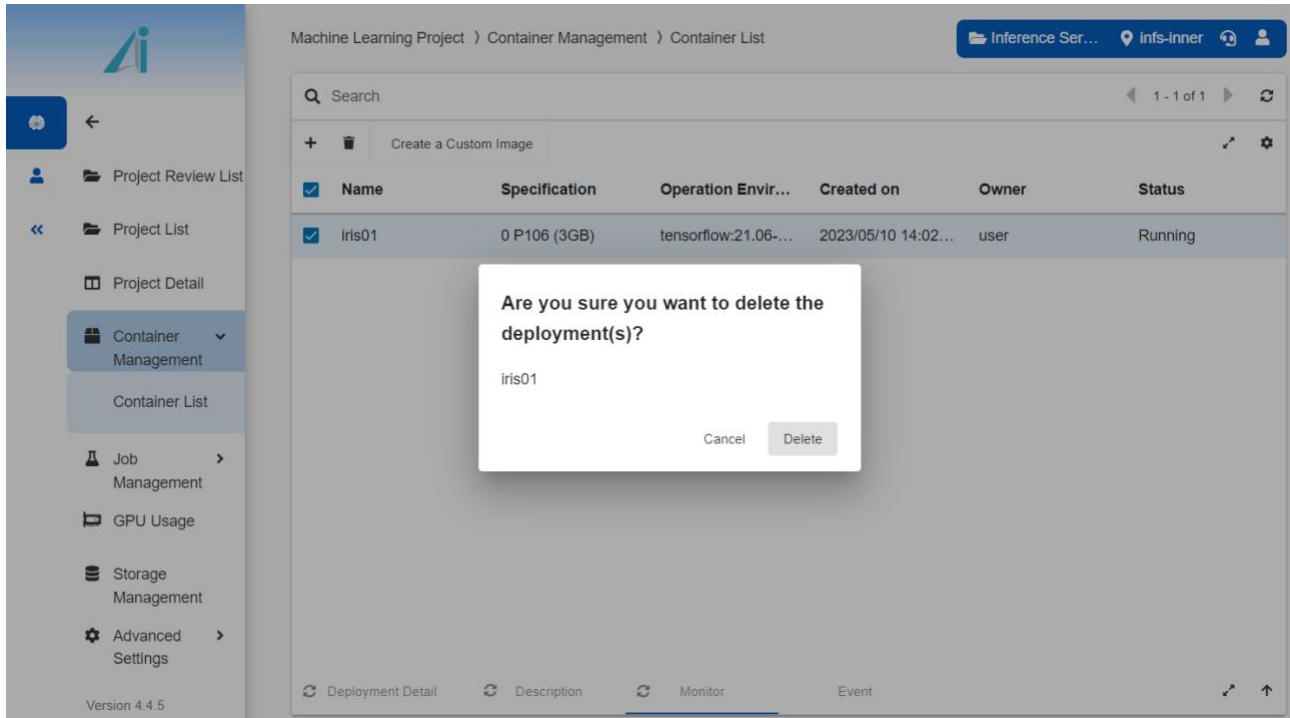 Ai
Machine Learning Project 〉 Container Management 〉 Container List
Inference Ser... infs-inner
Search
1 - 1 of 1
Create a Custom Image
Name Specification Operation Envir... Created on Owner Status
iris01 0 P106 (3GB) tensorflow:21.06-... 2023/05/10 14:02... user Running
Project Review List
Project List
Project Detail
Container
Management
Container List
Job
Management
GPU Usage
Storage
Management
Advanced
Settings
Version 4.4.5
Are you sure you want to delete the
deployment(s)?
iris01
Cancel Delete
Deployment Detail Description Monitor Event